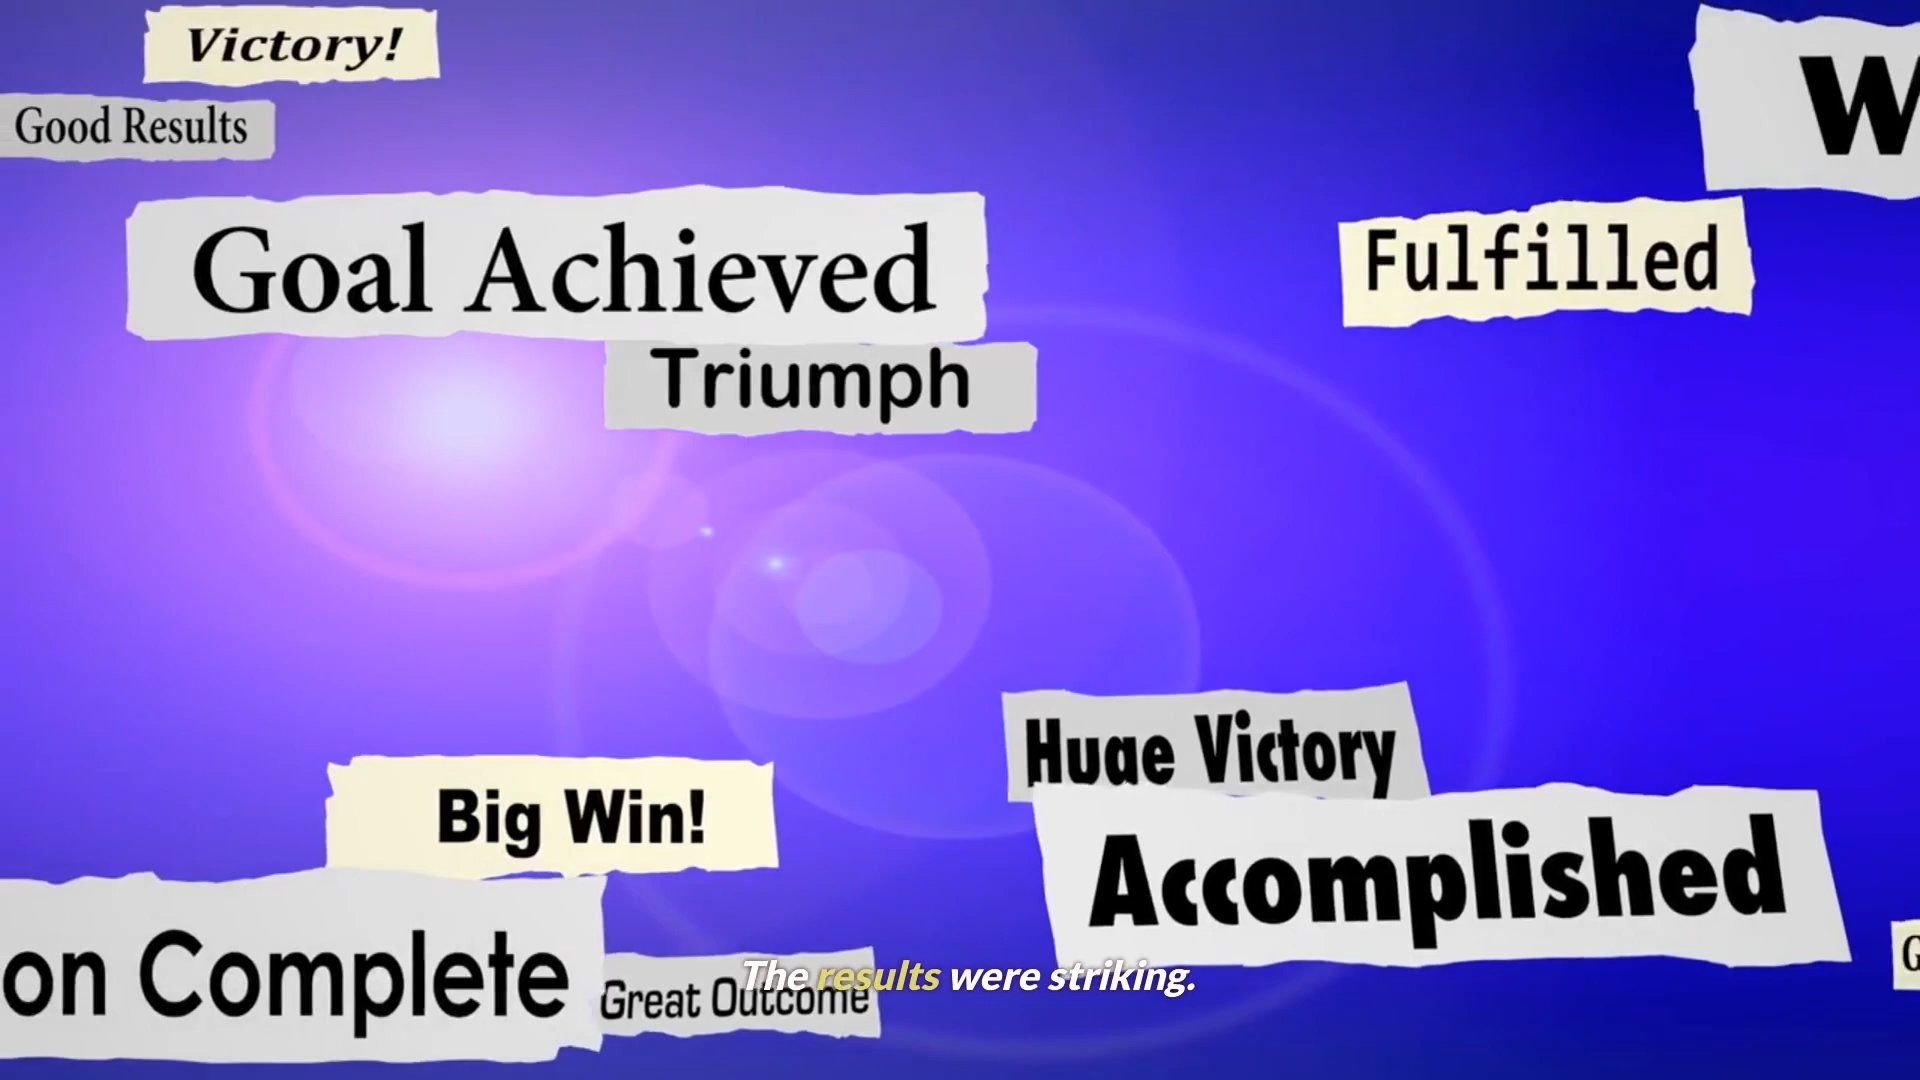 Victory!
Good Results
W
Goal Achieved
Fulfilled
Triumph
Huge Victory
Big Win!
Accomplished
on Complete
Great Outcome
The results were striking.
G